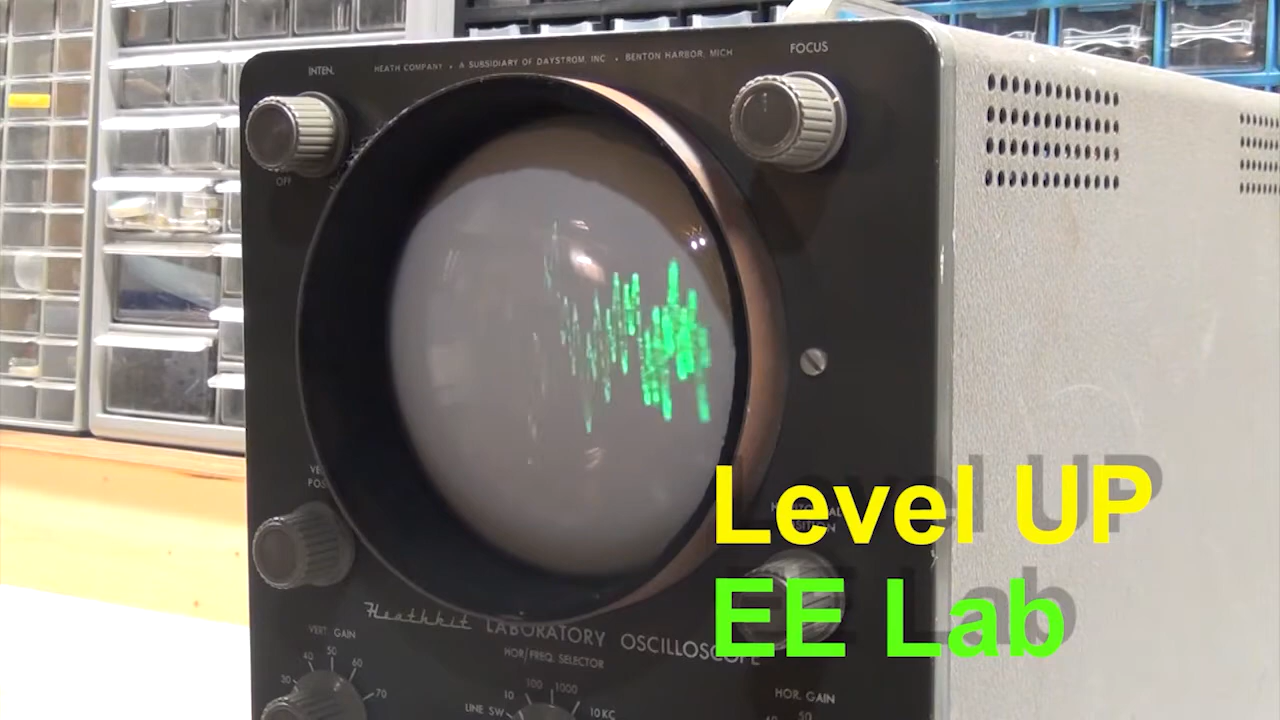 INTEN.
HEATH COMPANY • A SUBSIDIARY OF DAYSTROM, INC • BENTON HARBOR, MICH
FOCUS
OFF
Level UP
EE Lab
Heathkit LABORATORY OSCILLOSCOPE
VERT. GAIN
HOR/FREQ. SELECTOR
HOR. GAIN
30 40 50 60 70
LINE SW 10 100 1000 10KC
40 50